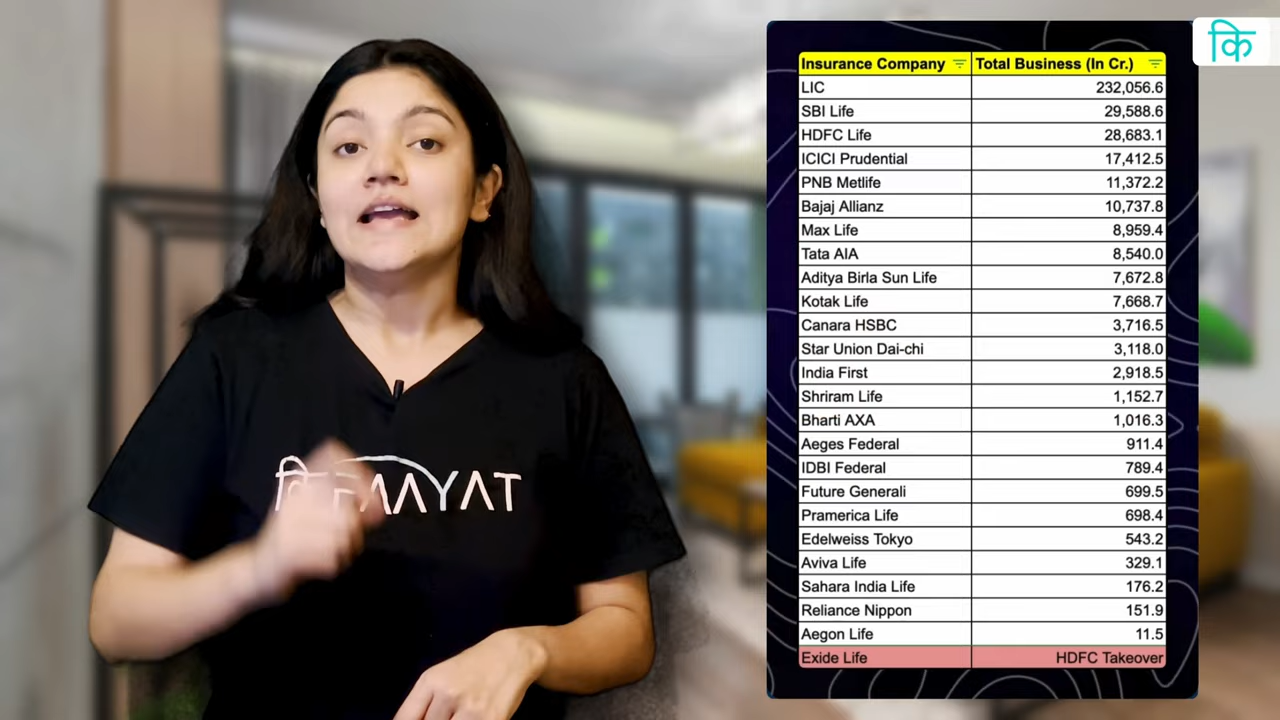 कि
Insurance Company Total Business (In Cr.)
LIC 232,056.6
SBI Life 29,588.6
HDFC Life 28,683.1
ICICI Prudential 17,412.5
PNB Metlife 11,372.2
Bajaj Allianz 10,737.8
Max Life 8,959.4
Tata AIA 8,540.0
Aditya Birla Sun Life 7,672.8
Kotak Life 7,668.7
Canara HSBC 3,716.5
Star Union Dai-chi 3,118.0
India First 2,918.5
Shriram Life 1,152.7
Bharti AXA 1,016.3
Aeges Federal 911.4
IDBI Federal 789.4
Future Generali 699.5
Pramerica Life 698.4
Edelweiss Tokyo 543.2
Aviva Life 329.1
Sahara India Life 176.2
Reliance Nippon 151.9
Aegon Life 11.5
Exide Life HDFC Takeover